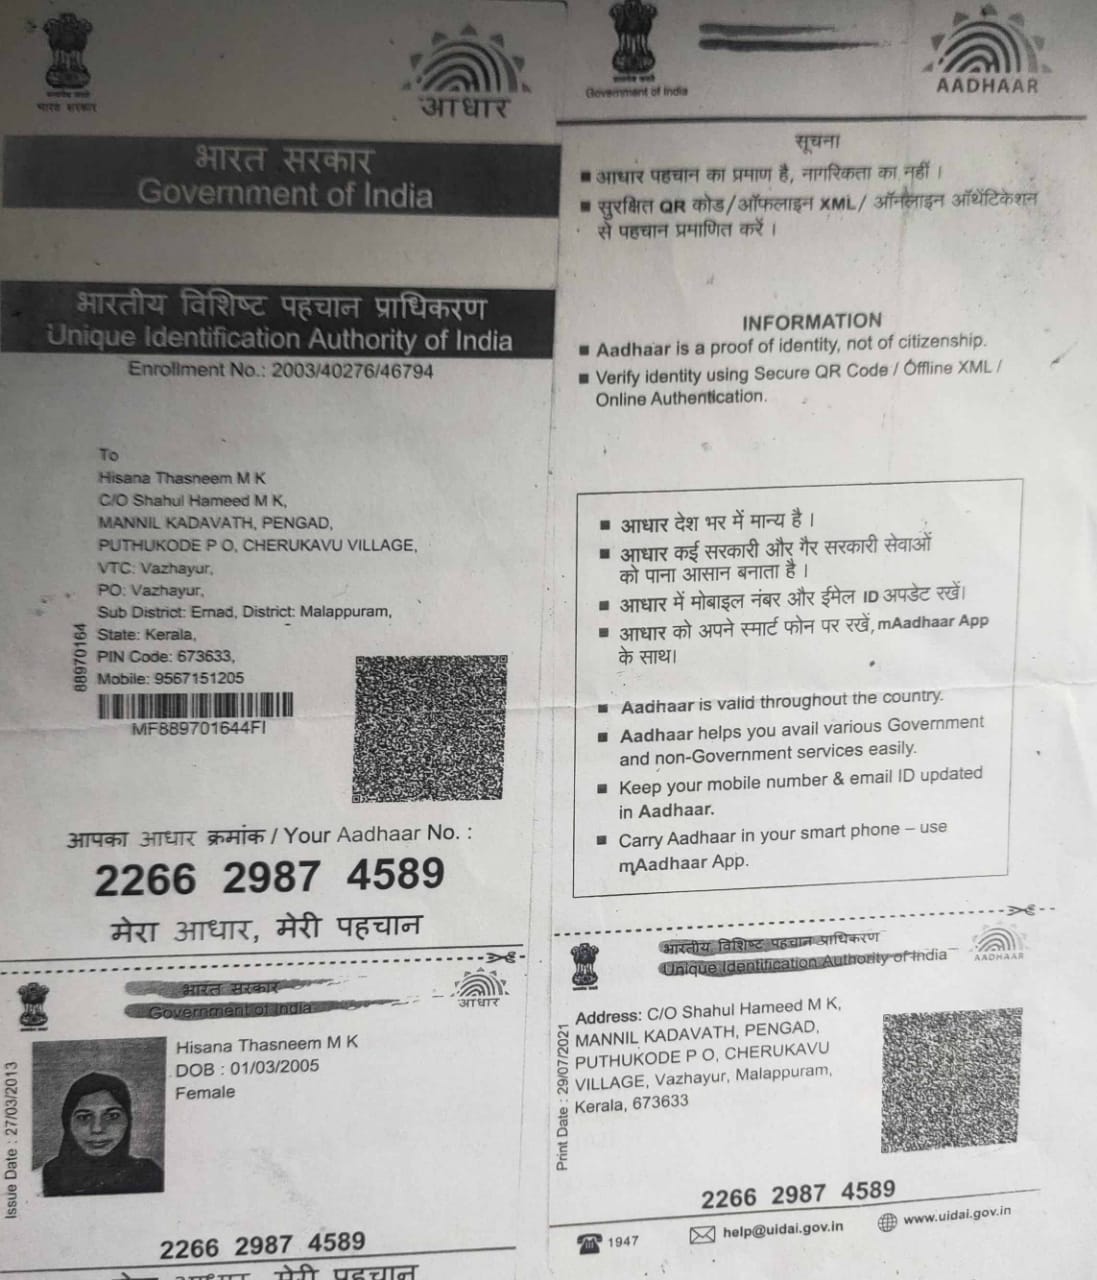 भारत सरकार
आधार
भारत सरकार
Government of India
भारतीय विशिष्ट पहचान प्राधिकरण
Unique Identification Authority of India
Enrollment No.: 2003/40276/46794
To
Hisana Thasneem M K
C/O Shahul Hameed M K,
MANNIL KADAVATH, PENGAD,
PUTHUKODE P O, CHERUKAVU VILLAGE,
VTC: Vazhayur,
PO: Vazhayur,
Sub District: Ernad, District: Malappuram,
State: Kerala,
PIN Code: 673633,
Mobile: 9567151205
88970164
MF889701644FI
आपका आधार क्रमांक / Your Aadhaar No. :
2266 2987 4589
मेरा आधार, मेरी पहचान
भारत सरकार
Government of India
आधार
Issue Date : 27/03/2013
Hisana Thasneem M K
DOB : 01/03/2005
Female
2266 2987 4589
मेरा आधार, मेरी पहचान
Government of India
AADHAAR
सूचना
■ आधार पहचान का प्रमाण है, नागरिकता का नहीं ।
■ सुरक्षित QR कोड/ऑफलाइन XML/ ऑनलाइन ऑथेंटिकेशन
से पहचान प्रमाणित करें ।
INFORMATION
■ Aadhaar is a proof of identity, not of citizenship.
■ Verify identity using Secure QR Code / Offline XML /
Online Authentication.
■ आधार देश भर में मान्य है ।
■ आधार कई सरकारी और गैर सरकारी सेवाओं
को पाना आसान बनाता है ।
■ आधार में मोबाइल नंबर और ईमेल ID अपडेट रखें।
■ आधार को अपने स्मार्ट फोन पर रखें, mAadhaar App
के साथ।
■ Aadhaar is valid throughout the country.
■ Aadhaar helps you avail various Government
and non-Government services easily.
■ Keep your mobile number & email ID updated
in Aadhaar.
■ Carry Aadhaar in your smart phone – use
mAadhaar App.
भारतीय विशिष्ट पहचान प्राधिकरण
Unique Identification Authority of India
AADHAAR
Print Date : 29/07/2021
Address: C/O Shahul Hameed M K,
MANNIL KADAVATH, PENGAD,
PUTHUKODE P O, CHERUKAVU
VILLAGE, Vazhayur, Malappuram,
Kerala, 673633
2266 2987 4589
1947
help@uidai.gov.in
www.uidai.gov.in